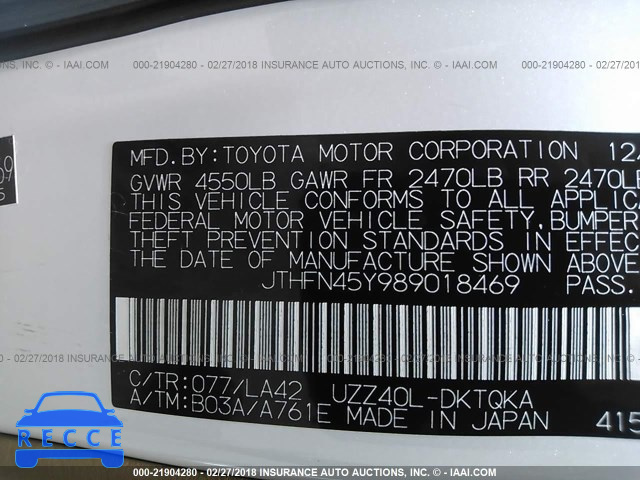 000-21904280 - 02/27/2018 INSURANCE AUTO AUCTIONS, INC. © - IAAI.COM
MFD. BY:TOYOTA MOTOR CORPORATION 12
GVWR 4550LB GAWR FR 2470LB RR 2470LB
THIS VEHICLE CONFORMS TO ALL APPLICA
FEDERAL MOTOR VEHICLE SAFETY, BUMPER
THEFT PREVENTION STANDARDS IN EFFEC
THE DATE OF MANUFACTURE SHOWN ABOVE
JTHFN45Y989018469 PASS.
C/TR:077/LA42 UZZ40L-DKTQKA
A/TM:B03A/A761E MADE IN JAPAN 415
000-21904280 - 02/27/2018 INSURANCE AUTO AUCTIONS, INC. © - IAAI.COM